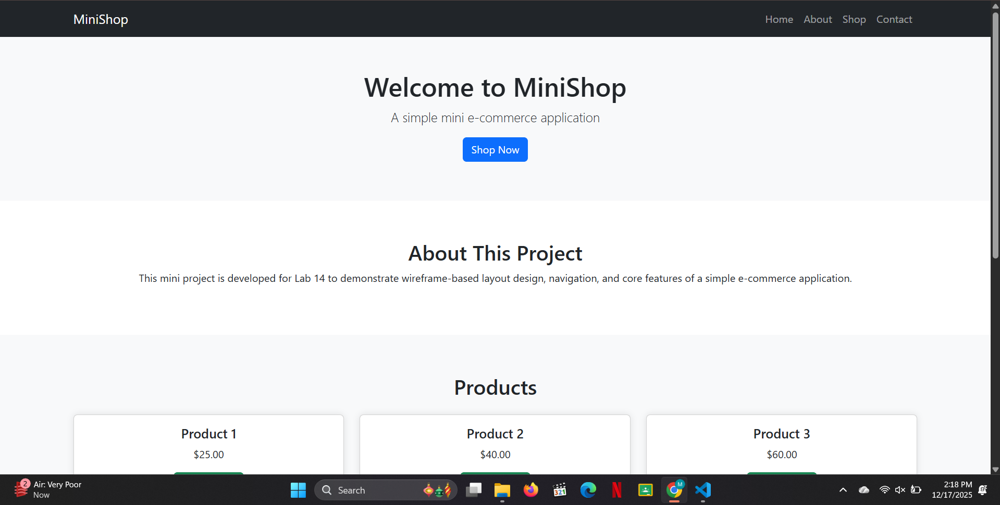 MiniShop
Home About Shop Contact
Welcome to MiniShop
A simple mini e-commerce application
Shop Now
About This Project
This mini project is developed for Lab 14 to demonstrate wireframe-based layout design, navigation, and core features of a simple e-commerce application.
Products
Product 1
$25.00
Product 2
$40.00
Product 3
$60.00
2
Air: Very Poor
Now
Search
321
M
2:18 PM
12/17/2025